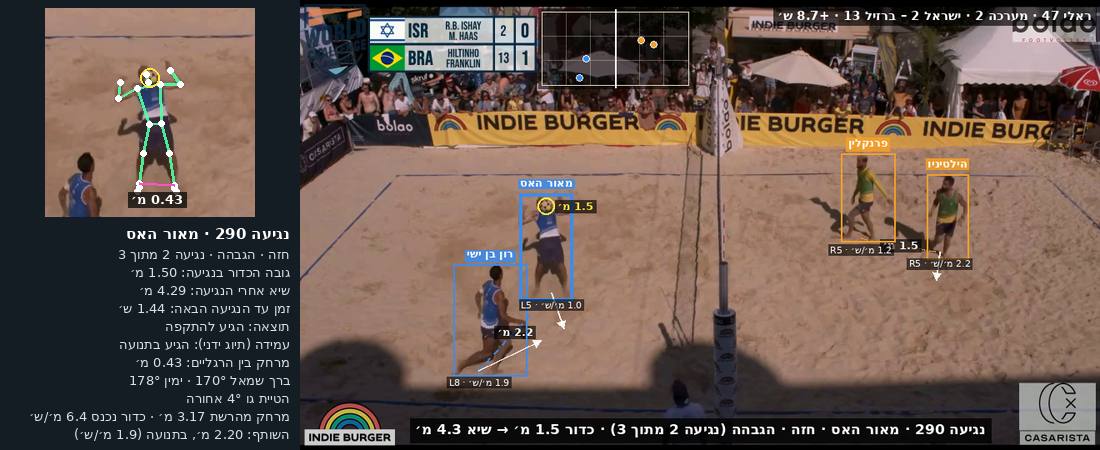 0.43 מ׳
נגיעה 290 · מאור האס
חזה · הגבהה · נגיעה 2 מתוך 3
גובה הכדור בנגיעה: 1.50 מ׳
שיא אחרי הנגיעה: 4.29 מ׳
זמן עד הנגיעה הבאה: 1.44 ש׳
תוצאה: הגיע להתקפה
עמידה (תיוג ידני): הגיע בתנועה
מרחק בין הרגליים: 0.43 מ׳
ברך שמאל 170° · ימין 178°
הטיית גו 4° אחורה
מרחק מהרשת 3.17 מ׳ · כדור נכנס 6.4 מ׳/ש׳
השותף: 2.20 מ׳, בתנועה (1.9 מ׳/ש׳)
ראלי 47 · מערכה 2 · ישראל 2 – ברזיל 13 · +8.7 ש׳
WORLD
ISR R.B. ISHAY M. HAAS 2 0
BRA HILTINHO FRANKLIN 13 1
INDIE BURGER
bolao
FOOTVOLLEY
CASARISTA
bolao
INDIE BURGER
bolao
INDIE BURGER
פרנקלין
הילטיניו
מאור האס
1.5 מ׳
רון בן ישי
R5 · 1.2 מ׳/ש׳
1.5
R5 · 2.2 מ׳/ש׳
L5 · 1.0 מ׳/ש׳
2.2 מ׳
L8 · 1.9 מ׳/ש׳
INDIE BURGER
CASARISTA
נגיעה 290 · מאור האס · חזה · הגבהה (נגיעה 2 מתוך 3) · כדור 1.5 מ׳ → שיא 4.3 מ׳